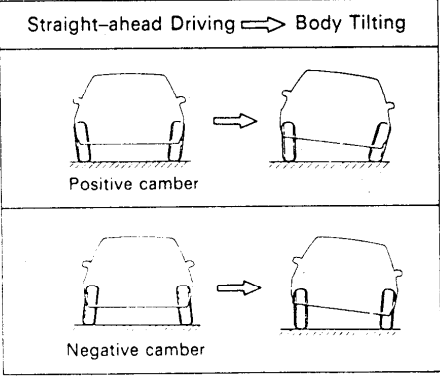 Straight-ahead Driving ⇨ Body Tilting
Positive camber
Negative camber